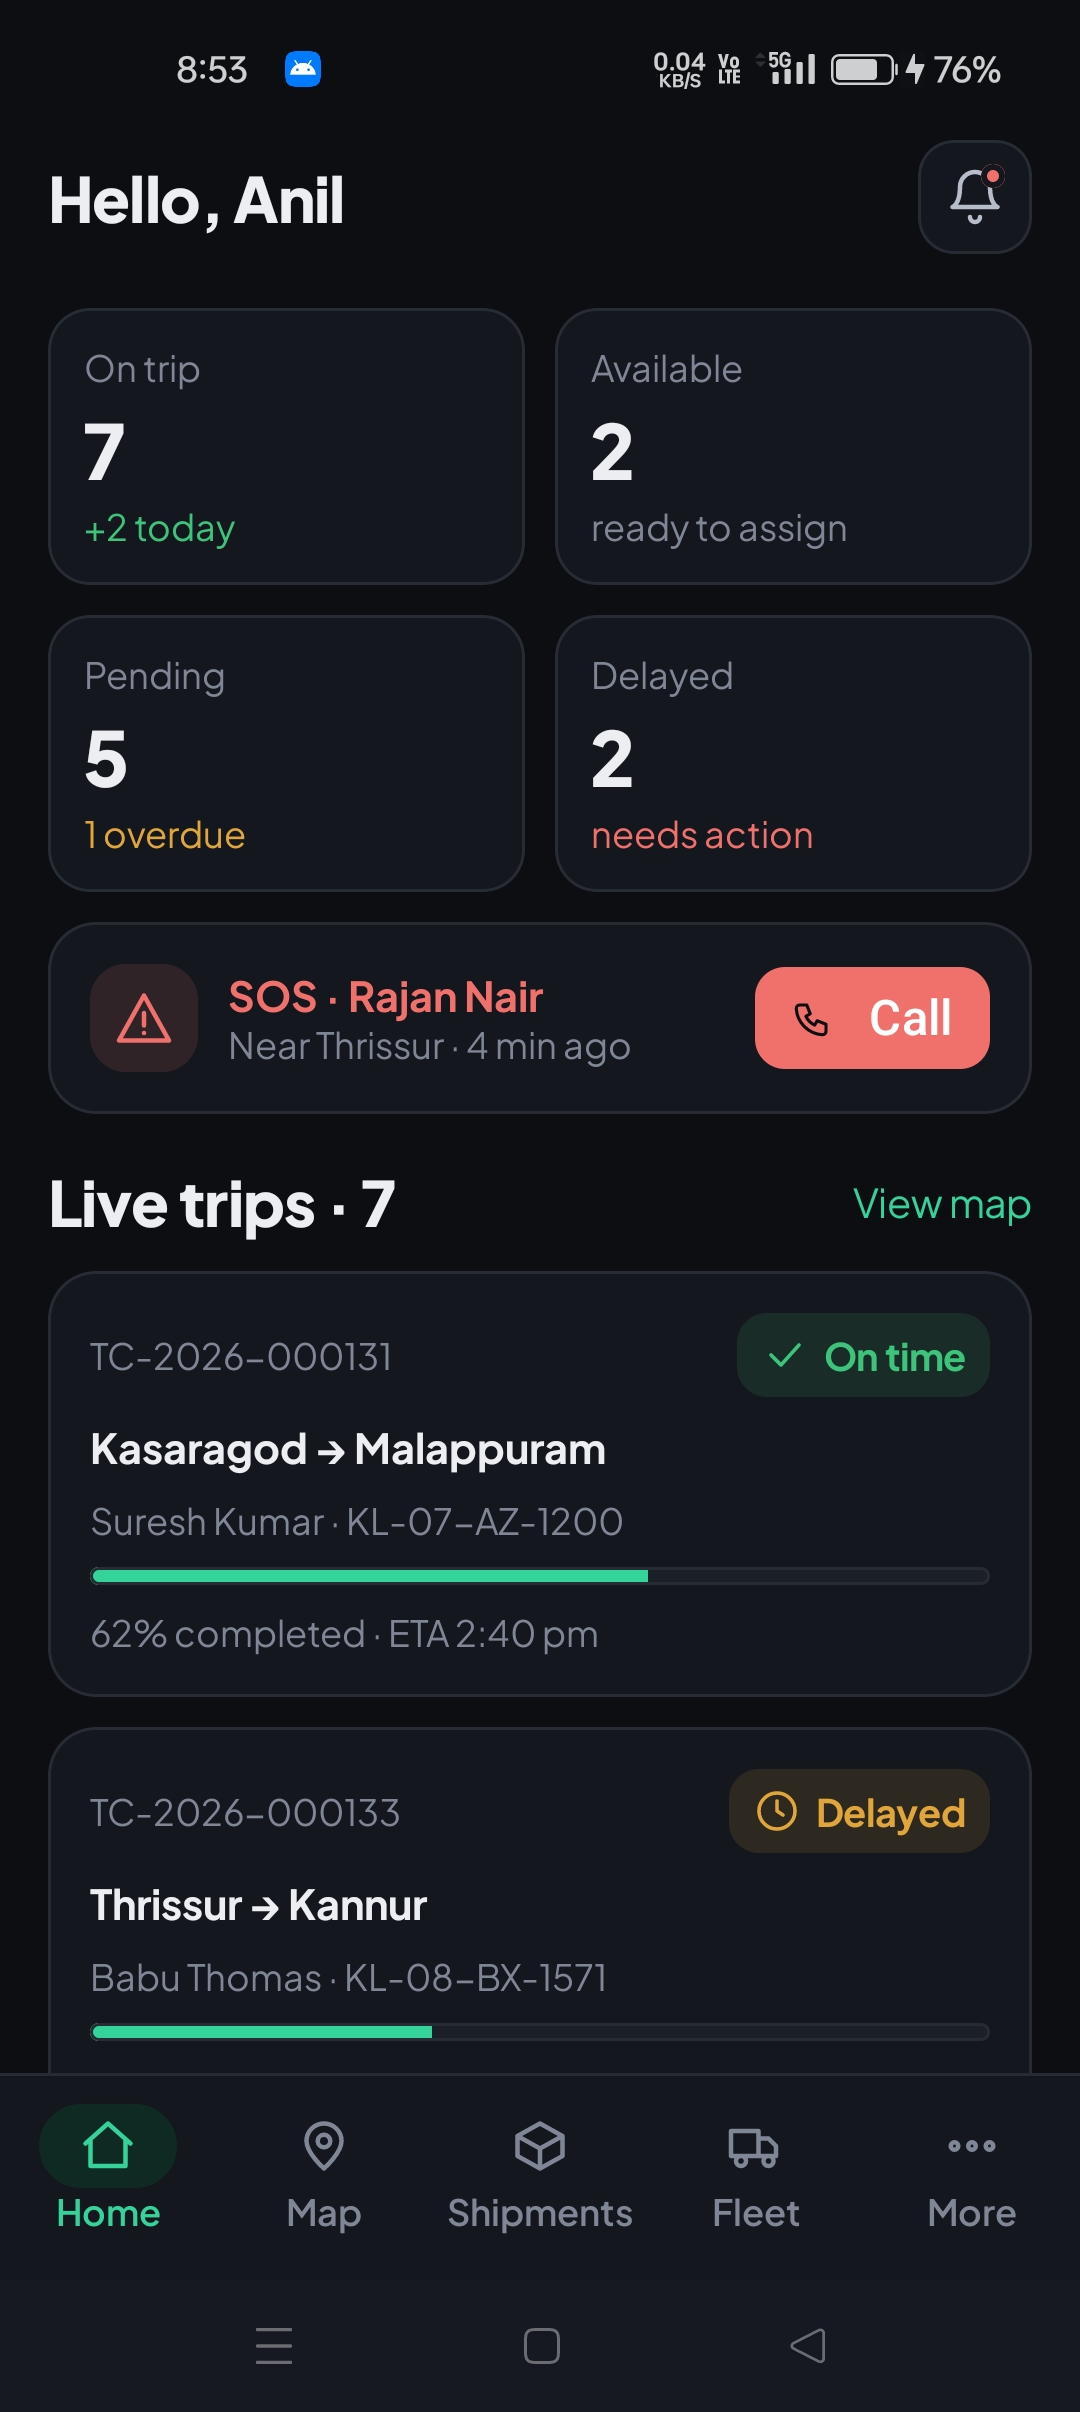 8:53
0.04 KB/S Vo LTE 5G 76%
Hello, Anil
On trip
7
+2 today
Available
2
ready to assign
Pending
5
1 overdue
Delayed
2
needs action
SOS · Rajan Nair
Near Thrissur · 4 min ago
Call
Live trips · 7
View map
TC-2026-000131
On time
Kasaragod → Malappuram
Suresh Kumar · KL-07-AZ-1200
62% completed · ETA 2:40 pm
TC-2026-000133
Delayed
Thrissur → Kannur
Babu Thomas · KL-08-BX-1571
Home
Map
Shipments
Fleet
More